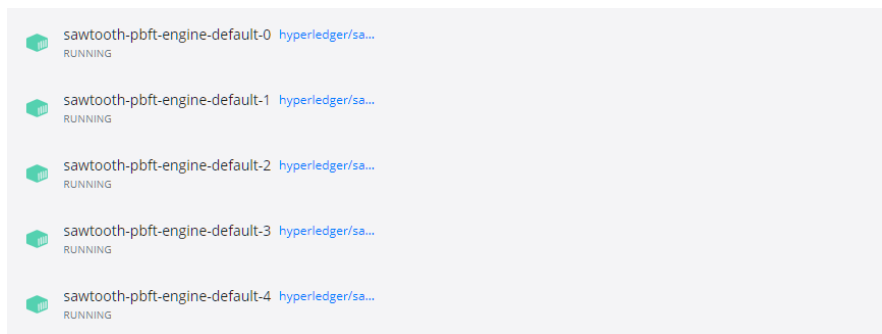 sawtooth-pbft-engine-default-0 hyperledger/sa...
RUNNING
sawtooth-pbft-engine-default-1 hyperledger/sa...
RUNNING
sawtooth-pbft-engine-default-2 hyperledger/sa...
RUNNING
sawtooth-pbft-engine-default-3 hyperledger/sa...
RUNNING
sawtooth-pbft-engine-default-4 hyperledger/sa...
RUNNING